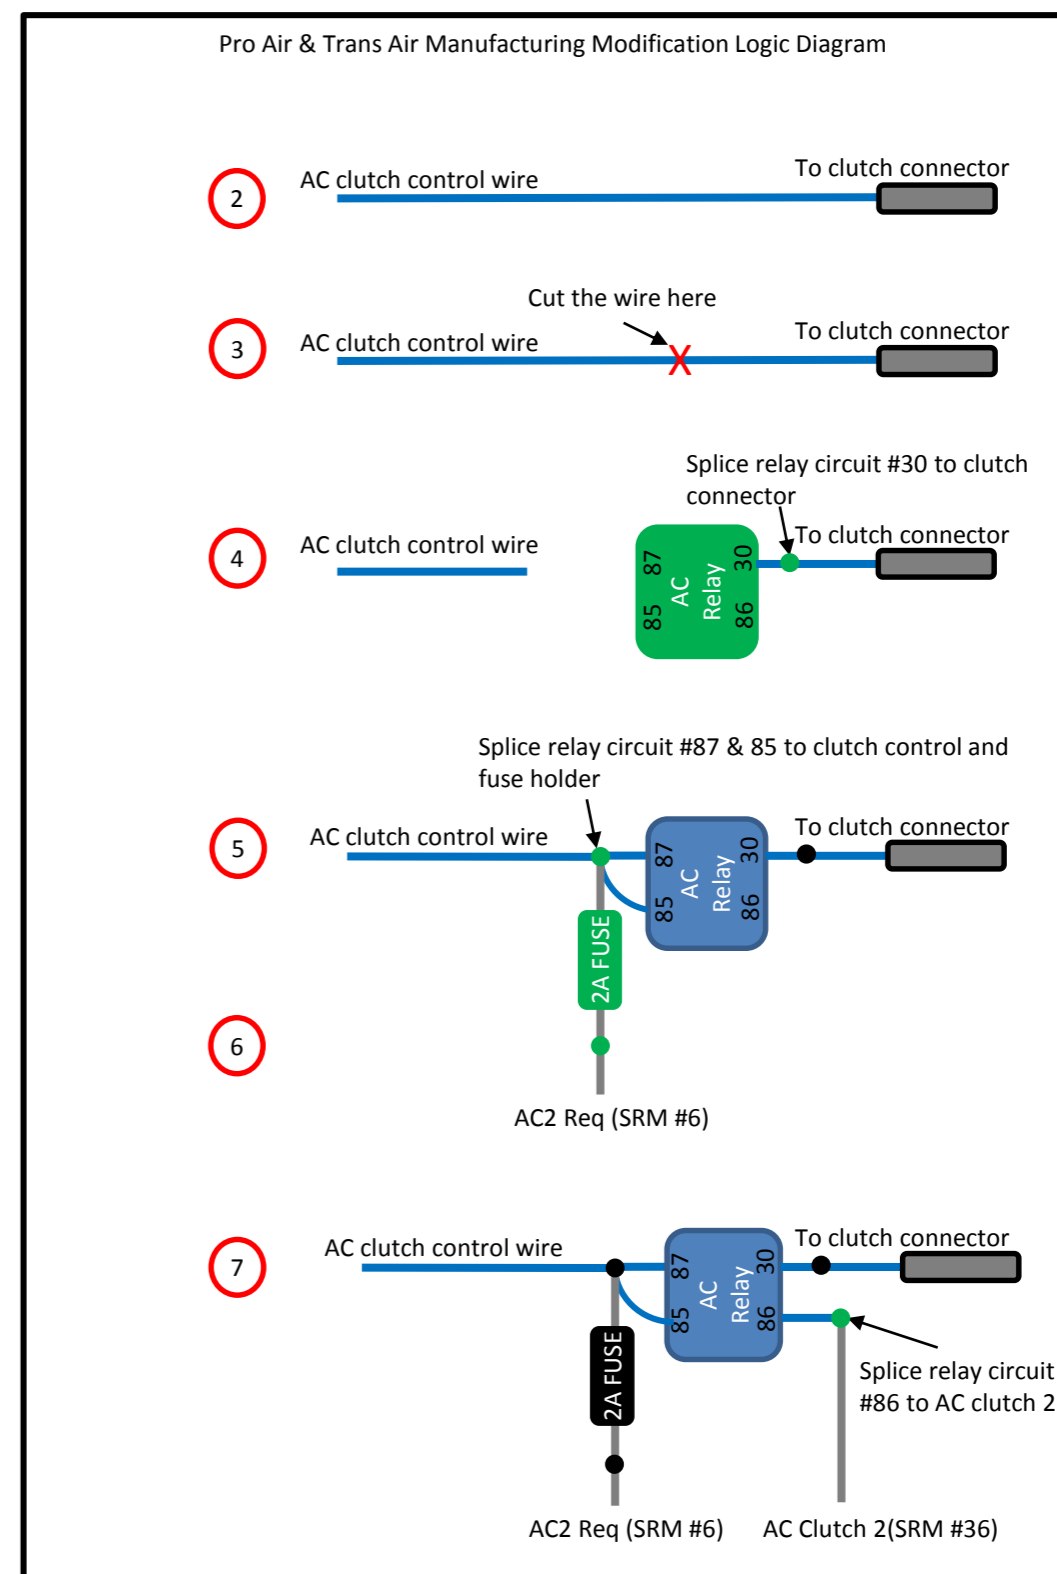 Pro Air & Trans Air Manufacturing Modification Logic Diagram
2
AC clutch control wire
To clutch connector
Cut the wire here
3
AC clutch control wire
To clutch connector
X
Splice relay circuit #30 to clutch
connector
4
AC clutch control wire
To clutch connector
87
30
AC
Relay
85
86
Splice relay circuit #87 & 85 to clutch control and
fuse holder
5
AC clutch control wire
To clutch connector
87
30
AC
Relay
85
86
2A FUSE
6
AC2 Req (SRM #6)
7
AC clutch control wire
To clutch connector
87
30
AC
Relay
85
86
2A FUSE
Splice relay circuit
#86 to AC clutch 2
AC2 Req (SRM #6)
AC Clutch 2(SRM #36)